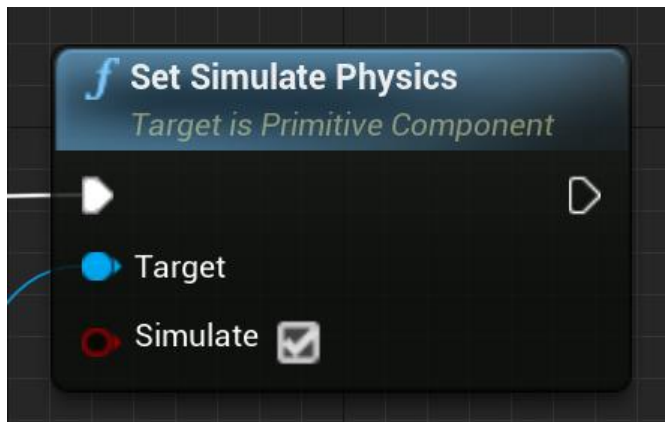 f Set Simulate Physics
Target is Primitive Component
Target
Simulate